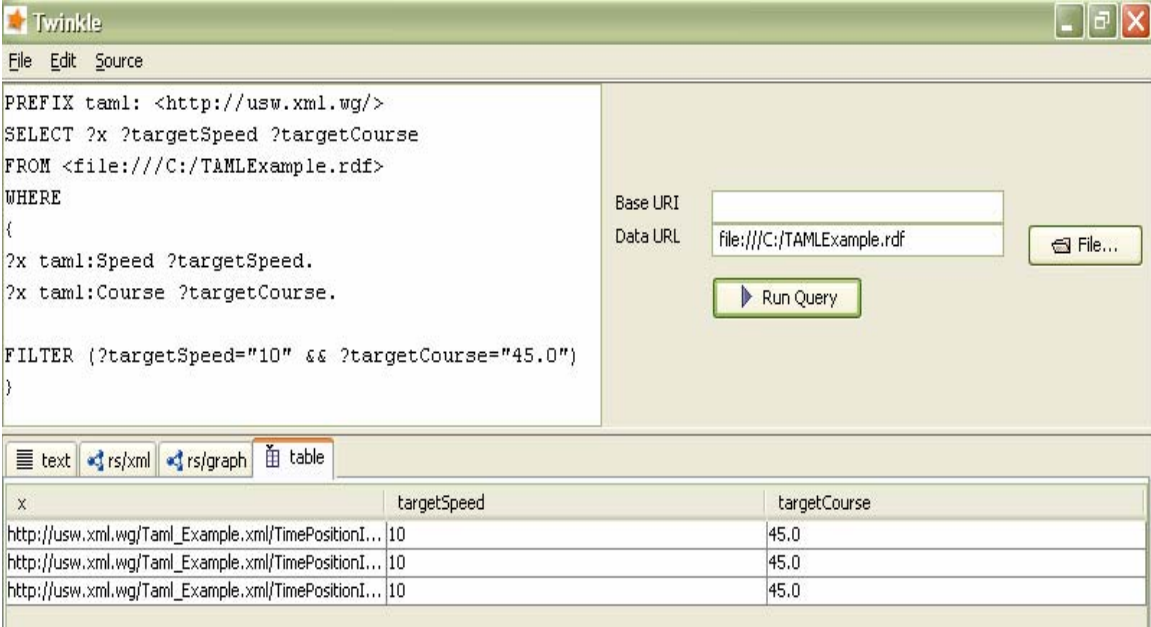 Twinkle
File Edit Source
PREFIX taml: <http://usw.xml.wg/>
SELECT ?x ?targetSpeed ?targetCourse
FROM <file:///C:/TAMLExample.rdf>
WHERE
{
?x taml:Speed ?targetSpeed.
?x taml:Course ?targetCourse.
FILTER (?targetSpeed="10" && ?targetCourse="45.0")
}
Base URI
Data URL file:///C:/TAMLExample.rdf File...
Run Query
text rs/xml rs/graph table
x targetSpeed targetCourse
http://usw.xml.wg/Taml_Example.xml/TimePositionI... 10 45.0
http://usw.xml.wg/Taml_Example.xml/TimePositionI... 10 45.0
http://usw.xml.wg/Taml_Example.xml/TimePositionI... 10 45.0